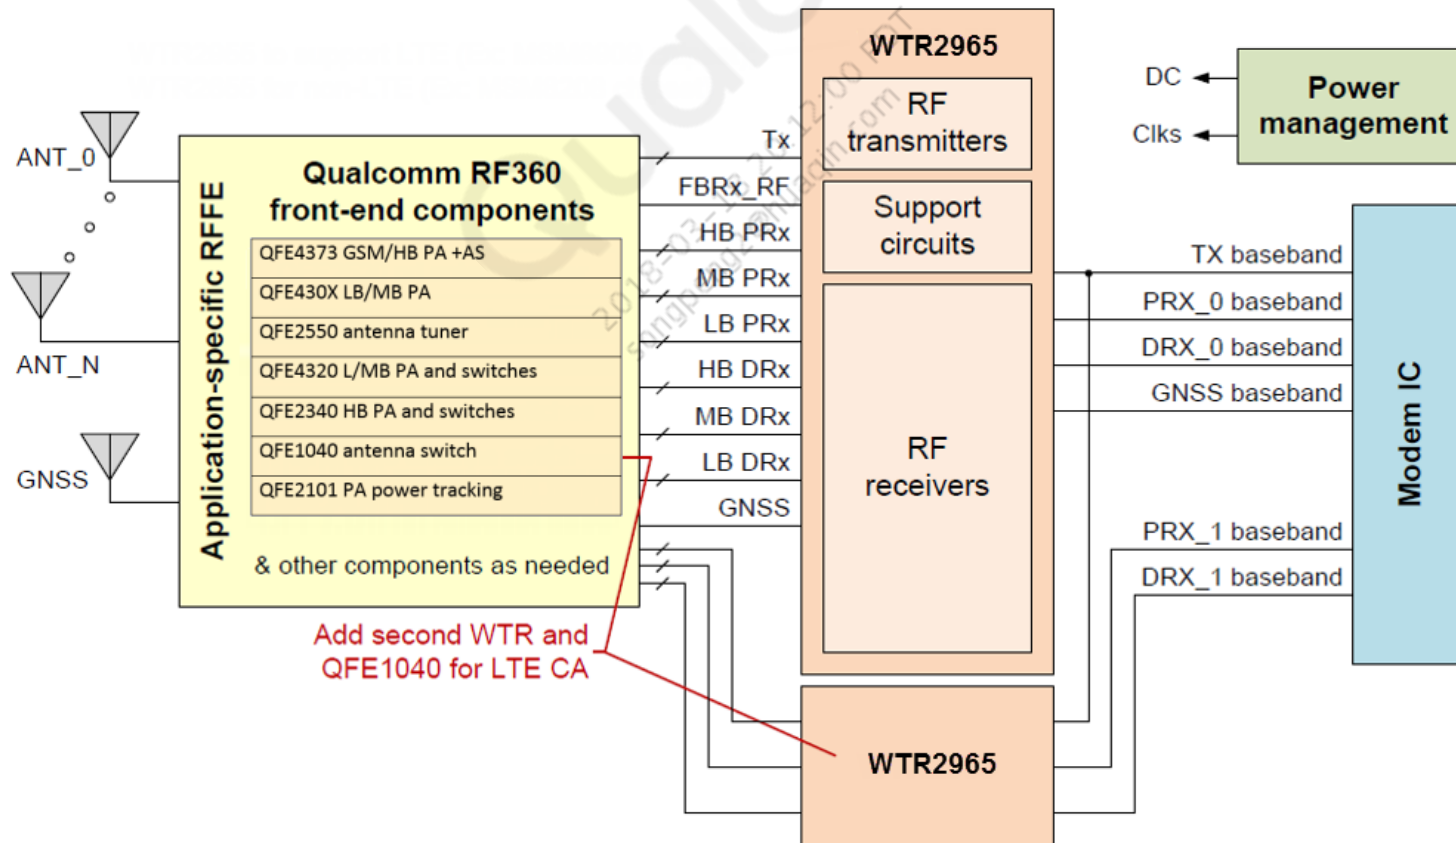 WTR2965
RF
transmitters
Support
circuits
RF
receivers
DC
Clks
Power
management
ANT_0
ANT_N
GNSS
Application-specific RFFE
Qualcomm RF360
front-end components
QFE4373 GSM/HB PA +AS
QFE430X LB/MB PA
QFE2550 antenna tuner
QFE4320 L/MB PA and switches
QFE2340 HB PA and switches
QFE1040 antenna switch
QFE2101 PA power tracking
& other components as needed
Tx
FBRx_RF
HB PRx
MB PRx
LB PRx
HB DRx
MB DRx
LB DRx
GNSS
TX baseband
PRX_0 baseband
DRX_0 baseband
GNSS baseband
PRX_1 baseband
DRX_1 baseband
Modem IC
Add second WTR and
QFE1040 for LTE CA
WTR2965